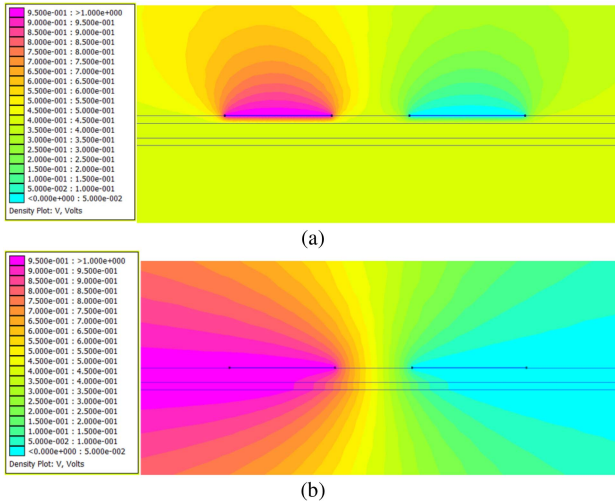 9.500e-001 : >1.000e+000
9.000e-001 : 9.500e-001
8.500e-001 : 9.000e-001
8.000e-001 : 8.500e-001
7.500e-001 : 8.000e-001
7.000e-001 : 7.500e-001
6.500e-001 : 7.000e-001
6.000e-001 : 6.500e-001
5.500e-001 : 6.000e-001
5.000e-001 : 5.500e-001
4.500e-001 : 5.000e-001
4.000e-001 : 4.500e-001
3.500e-001 : 4.000e-001
3.000e-001 : 3.500e-001
2.500e-001 : 3.000e-001
2.000e-001 : 2.500e-001
1.500e-001 : 2.000e-001
1.000e-001 : 1.500e-001
5.000e-002 : 1.000e-001
<0.000e+000 : 5.000e-002
Density Plot: V, Volts
(a)
9.500e-001 : >1.000e+000
9.000e-001 : 9.500e-001
8.500e-001 : 9.000e-001
8.000e-001 : 8.500e-001
7.500e-001 : 8.000e-001
7.000e-001 : 7.500e-001
6.500e-001 : 7.000e-001
6.000e-001 : 6.500e-001
5.500e-001 : 6.000e-001
5.000e-001 : 5.500e-001
4.500e-001 : 5.000e-001
4.000e-001 : 4.500e-001
3.500e-001 : 4.000e-001
3.000e-001 : 3.500e-001
2.500e-001 : 3.000e-001
2.000e-001 : 2.500e-001
1.500e-001 : 2.000e-001
1.000e-001 : 1.500e-001
5.000e-002 : 1.000e-001
<0.000e+000 : 5.000e-002
Density Plot: V, Volts
(b)